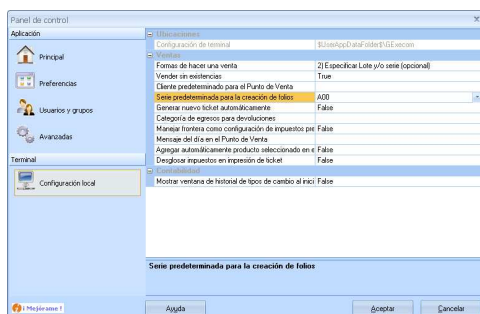 Panel de control
Aplicación
Principal
Preferencias
Usuarios y grupos
Avanzadas
Terminal
Configuración local
¡ Mejórame !
Ubicaciones
Configuración de terminal $UserAppDataFolder$\GExecom
Ventas
Formas de hacer una venta 2) Especificar Lote y/o serie (opcional)
Vender sin existencias True
Cliente predeterminado para el Punto de Venta
Serie predeterminada para la creación de folios A00
Generar nuevo ticket automáticamente False
Categoría de egresos para devoluciones
Manejar frontera como configuración de impuestos pre False
Mensaje del día en el Punto de Venta
Agregar automáticamente producto seleccionado en e False
Desglosar impuestos en impresión de ticket False
Contabilidad
Mostrar ventana de historial de tipos de cambio al inici False
Serie predeterminada para la creación de folios
Ayuda Aceptar Cancelar